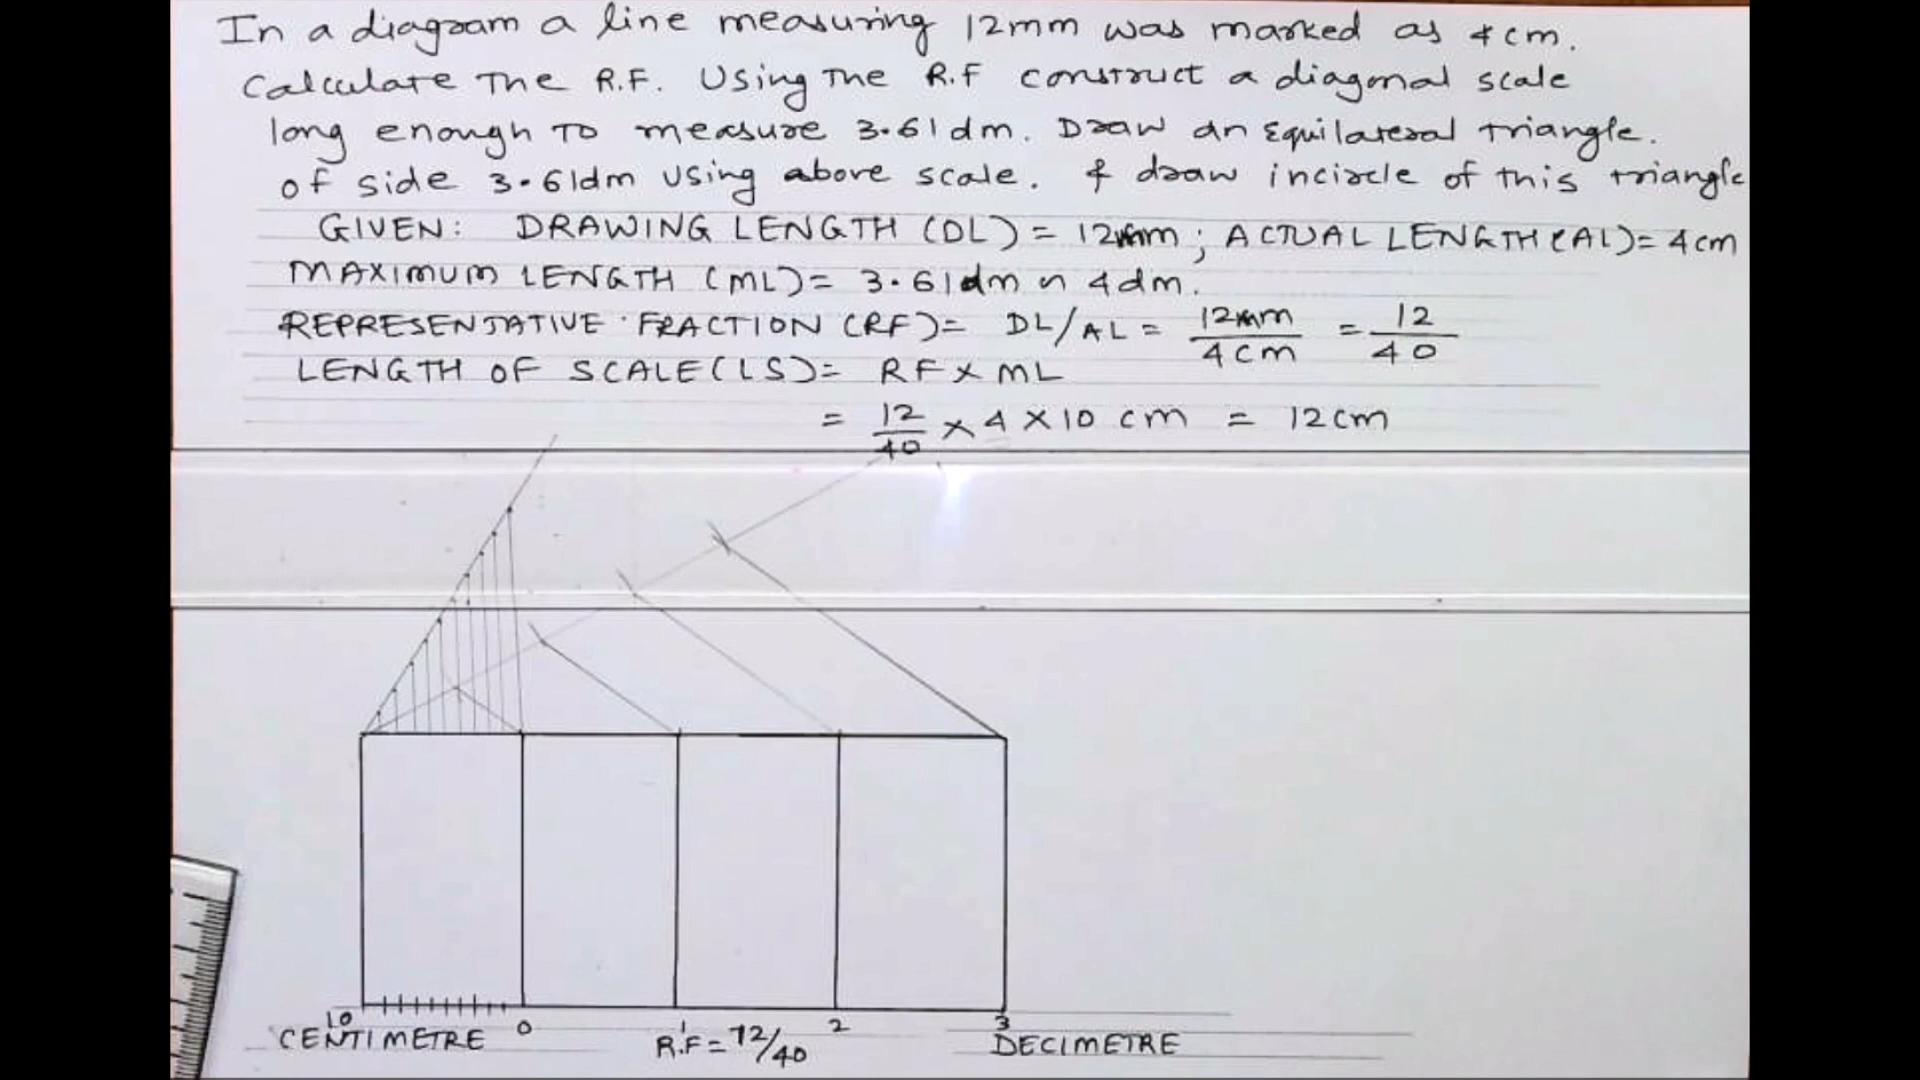 In a diagram a line measuring 12mm was marked as 4cm.
Calculate The R.F. Using The R.F construct a diagonal scale
long enough To measure 3.61dm. Draw an Equilateral triangle.
of side 3.61dm using above scale. & draw incircle of this triangle
GIVEN: DRAWING LENGTH (DL) = 12mm ; ACTUAL LENGTH (AL)= 4cm
MAXIMUM LENGTH (ML)= 3.61dm n 4dm.
REPRESENTATIVE FRACTION (RF)= DL/AL = 12mm/4cm = 12/40
LENGTH OF SCALE(LS)= RF X ML
= 12/40 X 4 X 10 cm = 12cm
10 0 1 2 3
CENTIMETRE R.F = 12/40 DECIMETRE